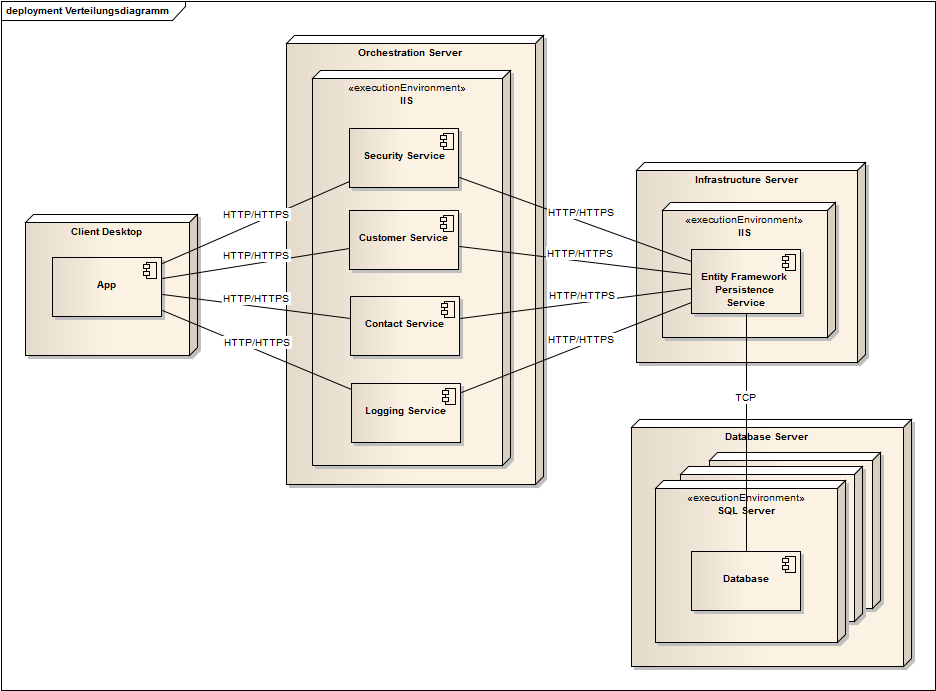 deployment Verteilungsdiagramm
Orchestration Server
«executionEnvironment»
IIS
Security Service
Customer Service
Contact Service
Logging Service
Client Desktop
App
HTTP/HTTPS
HTTP/HTTPS
HTTP/HTTPS
HTTP/HTTPS
HTTP/HTTPS
HTTP/HTTPS
HTTP/HTTPS
HTTP/HTTPS
Infrastructure Server
«executionEnvironment»
IIS
Entity Framework
Persistence
Service
TCP
Database Server
«executionEnvironment»
SQL Server
Database